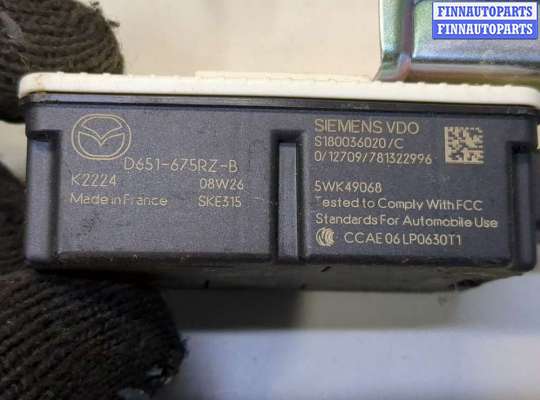 FINNAUTOPARTS
FINNAUTOPARTS
D651-675RZ-B
K2224 08W26
Made in France SKE315
SIEMENS VDO
S180036020/C
0/12709/781322996
5WK49068
Tested to Comply With FCC
Standards For Automobile Use
CCAE06LP0630T1